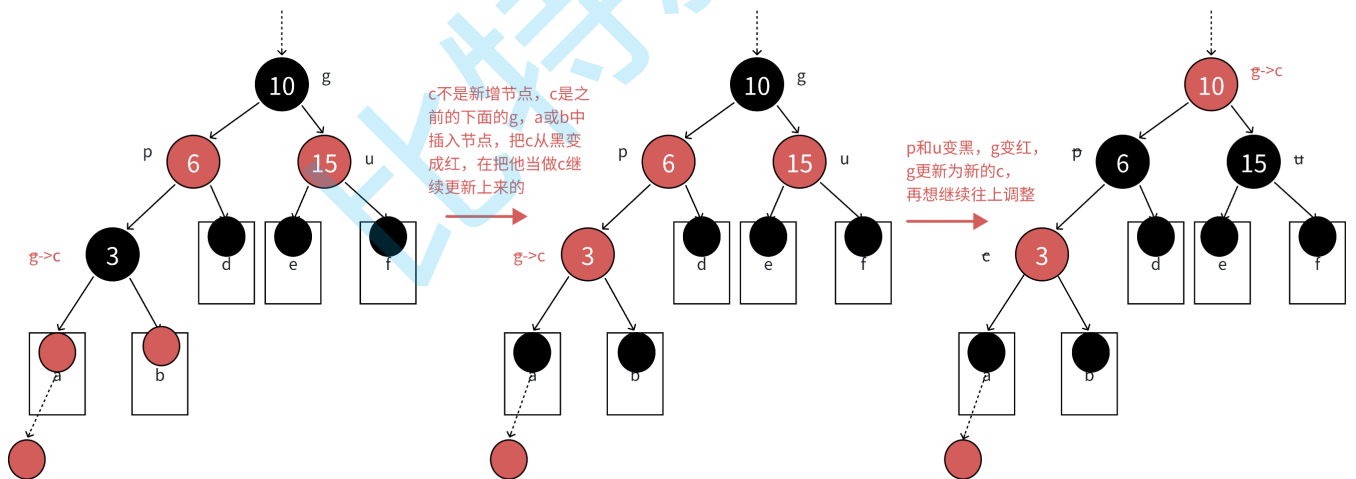 10 g
p 6 15 u
g->c 3 d e f
a b
c不是新增节点，c是之
前的下面的g，a或b中
插入节点，把c从黑变
成红，在把他当做c继
续更新上来的
10 g
p 6 15 u
g->c 3 d e f
a b
p和u变黑，g变红，
g更新为新的c，
再想继续往上调整
10 g->c
p 6 15 u
c 3 d e f
a b
比特